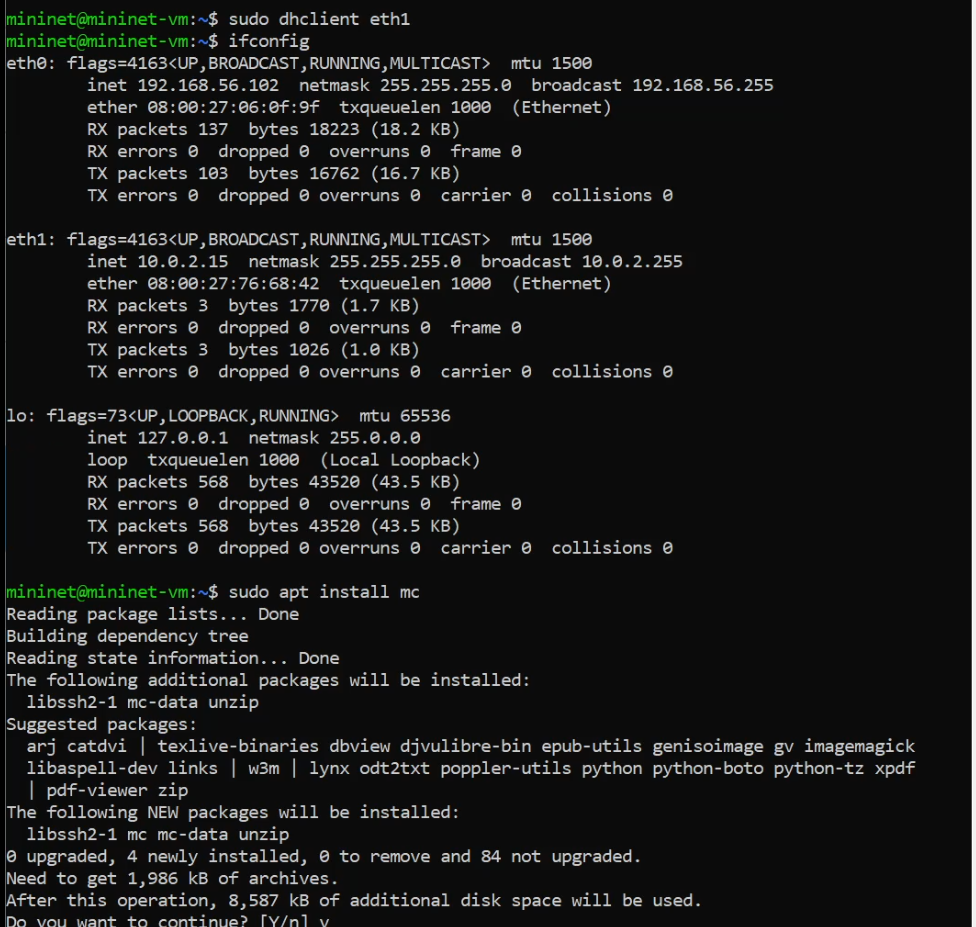 mininet@mininet-vm:~$ sudo dhclient eth1
mininet@mininet-vm:~$ ifconfig
eth0: flags=4163<UP,BROADCAST,RUNNING,MULTICAST>  mtu 1500
        inet 192.168.56.102  netmask 255.255.255.0  broadcast 192.168.56.255
        ether 08:00:27:06:0f:9f  txqueuelen 1000  (Ethernet)
        RX packets 137  bytes 18223 (18.2 KB)
        RX errors 0  dropped 0  overruns 0  frame 0
        TX packets 103  bytes 16762 (16.7 KB)
        TX errors 0  dropped 0 overruns 0  carrier 0  collisions 0

eth1: flags=4163<UP,BROADCAST,RUNNING,MULTICAST>  mtu 1500
        inet 10.0.2.15  netmask 255.255.255.0  broadcast 10.0.2.255
        ether 08:00:27:76:68:42  txqueuelen 1000  (Ethernet)
        RX packets 3  bytes 1770 (1.7 KB)
        RX errors 0  dropped 0  overruns 0  frame 0
        TX packets 3  bytes 1026 (1.0 KB)
        TX errors 0  dropped 0 overruns 0  carrier 0  collisions 0

lo: flags=73<UP,LOOPBACK,RUNNING>  mtu 65536
        inet 127.0.0.1  netmask 255.0.0.0
        loop  txqueuelen 1000  (Local Loopback)
        RX packets 568  bytes 43520 (43.5 KB)
        RX errors 0  dropped 0  overruns 0  frame 0
        TX packets 568  bytes 43520 (43.5 KB)
        TX errors 0  dropped 0 overruns 0  carrier 0  collisions 0

mininet@mininet-vm:~$ sudo apt install mc
Reading package lists... Done
Building dependency tree
Reading state information... Done
The following additional packages will be installed:
  libssh2-1 mc-data unzip
Suggested packages:
  arj catdvi | texlive-binaries dbview djvulibre-bin epub-utils genisoimage gv imagemagick
  libaspell-dev links | w3m | lynx odt2txt poppler-utils python python-boto python-tz xpdf
  | pdf-viewer zip
The following NEW packages will be installed:
  libssh2-1 mc mc-data unzip
0 upgraded, 4 newly installed, 0 to remove and 84 not upgraded.
Need to get 1,986 kB of archives.
After this operation, 8,587 kB of additional disk space will be used.
Do you want to continue? [Y/n] y